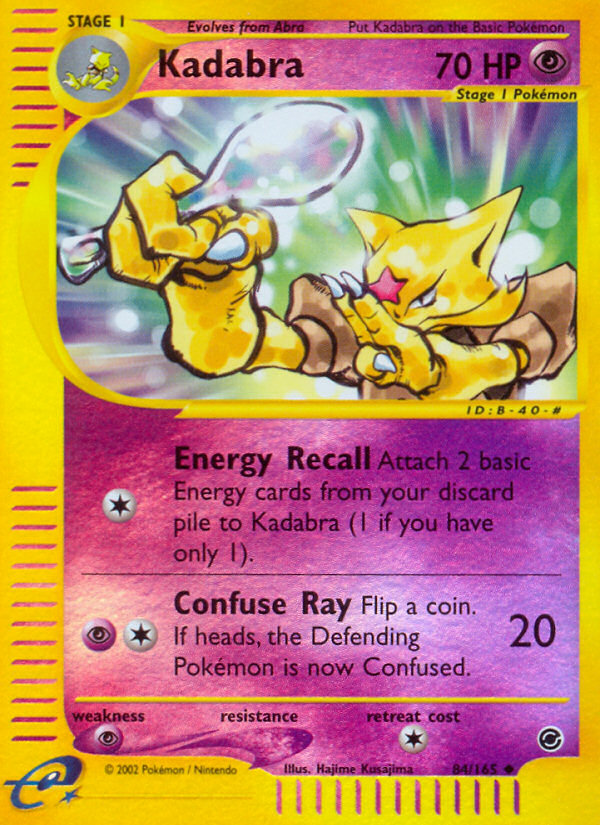 STAGE 1
Evolves from Abra
Put Kadabra on the Basic Pokémon
Kadabra
70 HP
Stage 1 Pokémon
ID:B-40-#
Energy Recall Attach 2 basic
Energy cards from your discard
pile to Kadabra (1 if you have
only 1).
Confuse Ray Flip a coin.
If heads, the Defending
Pokémon is now Confused.
20
weakness
resistance
retreat cost
© 2002 Pokémon / Nintendo
Illus. Hajime Kusajima
84/165